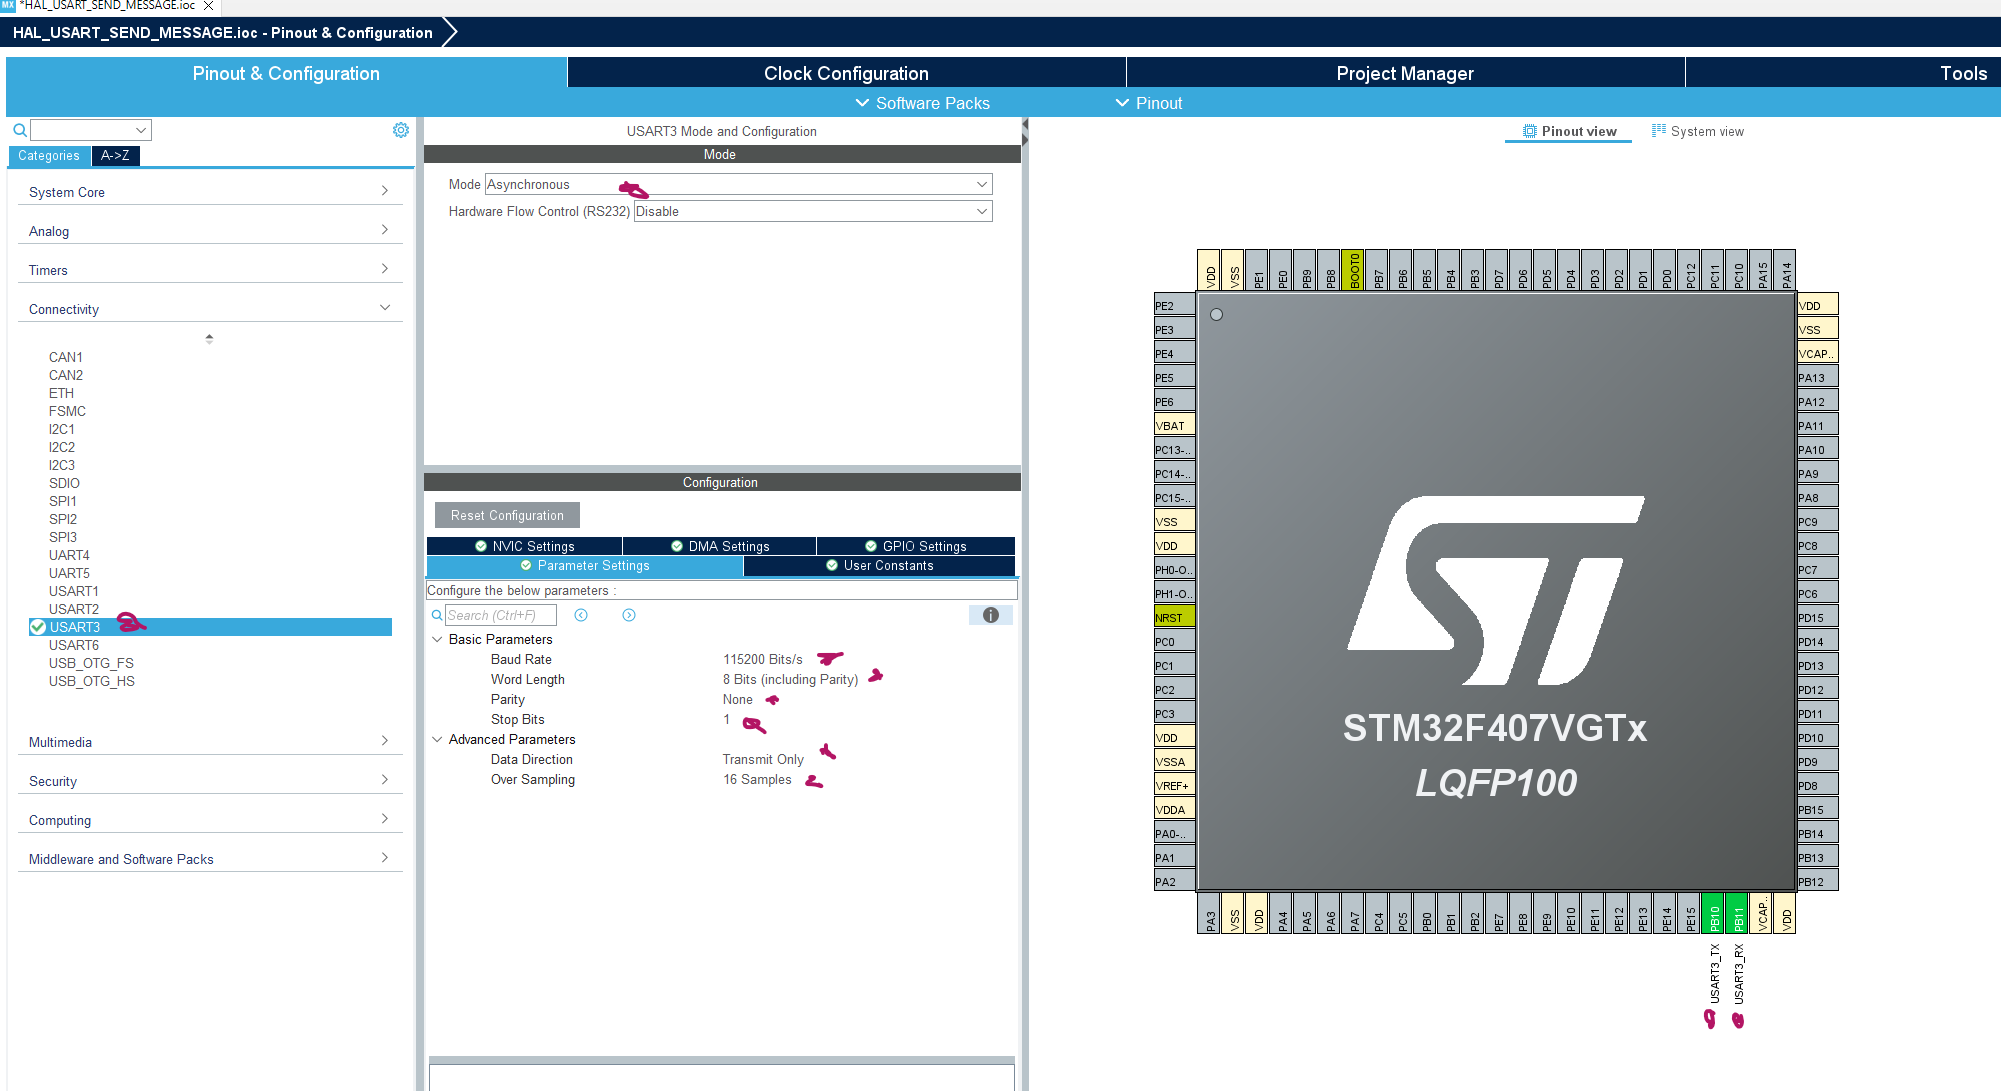 *HAL_USART_SEND_MESSAGE.ioc
HAL_USART_SEND_MESSAGE.ioc - Pinout & Configuration
Pinout & Configuration
Clock Configuration
Project Manager
Tools
Software Packs
Pinout
Categories
A->Z
System Core
Analog
Timers
Connectivity
CAN1
CAN2
ETH
FSMC
I2C1
I2C2
I2C3
SDIO
SPI1
SPI2
SPI3
UART4
UART5
USART1
USART2
USART3
USART6
USB_OTG_FS
USB_OTG_HS
Multimedia
Security
Computing
Middleware and Software Packs
USART3 Mode and Configuration
Mode
Mode Asynchronous
Hardware Flow Control (RS232) Disable
Configuration
Reset Configuration
NVIC Settings
DMA Settings
GPIO Settings
Parameter Settings
User Constants
Configure the below parameters :
Search (Ctrl+F)
Basic Parameters
Baud Rate 115200 Bits/s
Word Length 8 Bits (including Parity)
Parity None
Stop Bits 1
Advanced Parameters
Data Direction Transmit Only
Over Sampling 16 Samples
Pinout view
System view
VDD
VSS
PE1
PE0
PB9
PB8
BOOT0
PB7
PB6
PB5
PB4
PB3
PD7
PD6
PD5
PD4
PD3
PD2
PD1
PD0
PC12
PC11
PC10
PA15
PA14
PE2
PE3
PE4
PE5
PE6
VBAT
PC13-..
PC14-..
PC15-..
VSS
VDD
PH0-O..
PH1-O..
NRST
PC0
PC1
PC2
PC3
VDD
VSSA
VREF+
VDDA
PA0-..
PA1
PA2
STM32F407VGTx
LQFP100
VDD
VSS
VCAP..
PA13
PA12
PA11
PA10
PA9
PA8
PC9
PC8
PC7
PC6
PD15
PD14
PD13
PD12
PD11
PD10
PD9
PD8
PB15
PB14
PB13
PB12
PA3
VSS
VDD
PA4
PA5
PA6
PA7
PC4
PC5
PB0
PB1
PB2
PE7
PE8
PE9
PE10
PE11
PE12
PE13
PE14
PE15
PB10
PB11
VCAP..
VDD
USART3_TX
USART3_RX